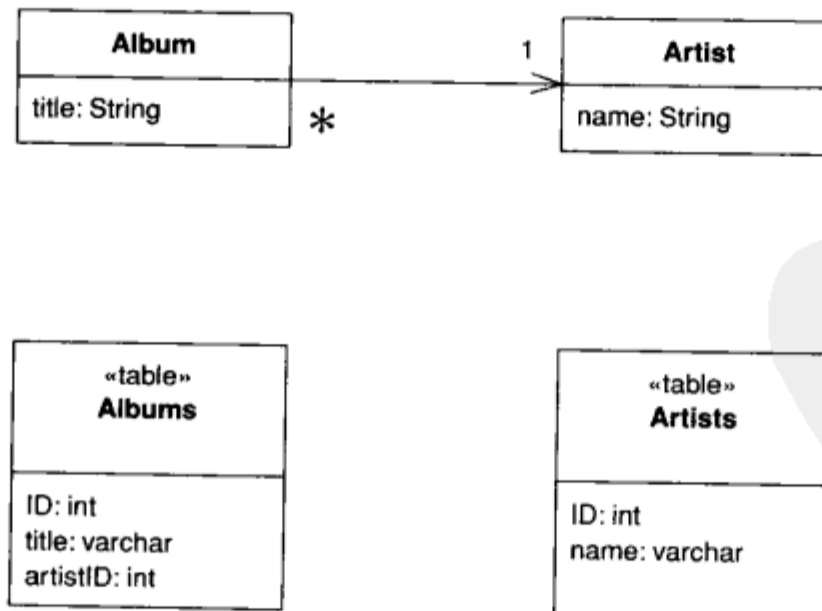 Album
1
Artist
title: String
*
name: String
«table»
Albums
«table»
Artists
ID: int
title: varchar
artistID: int
ID: int
name: varchar